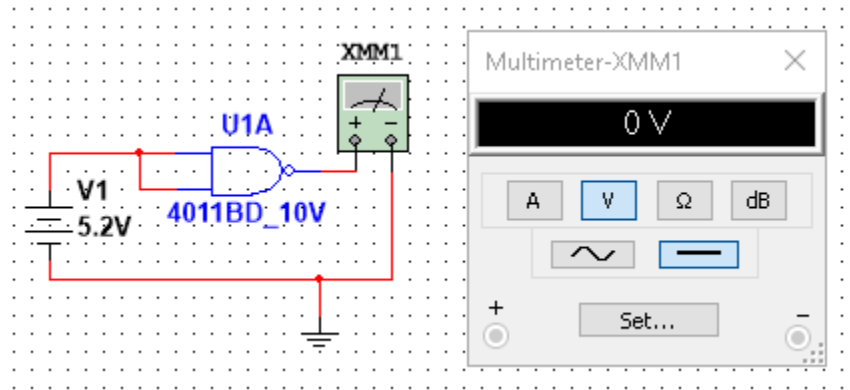 XMM1
U1A
V1
5.2V
4011BD_10V
+ −
Multimeter-XMM1
0 V
A V Ω dB
+ −
Set...